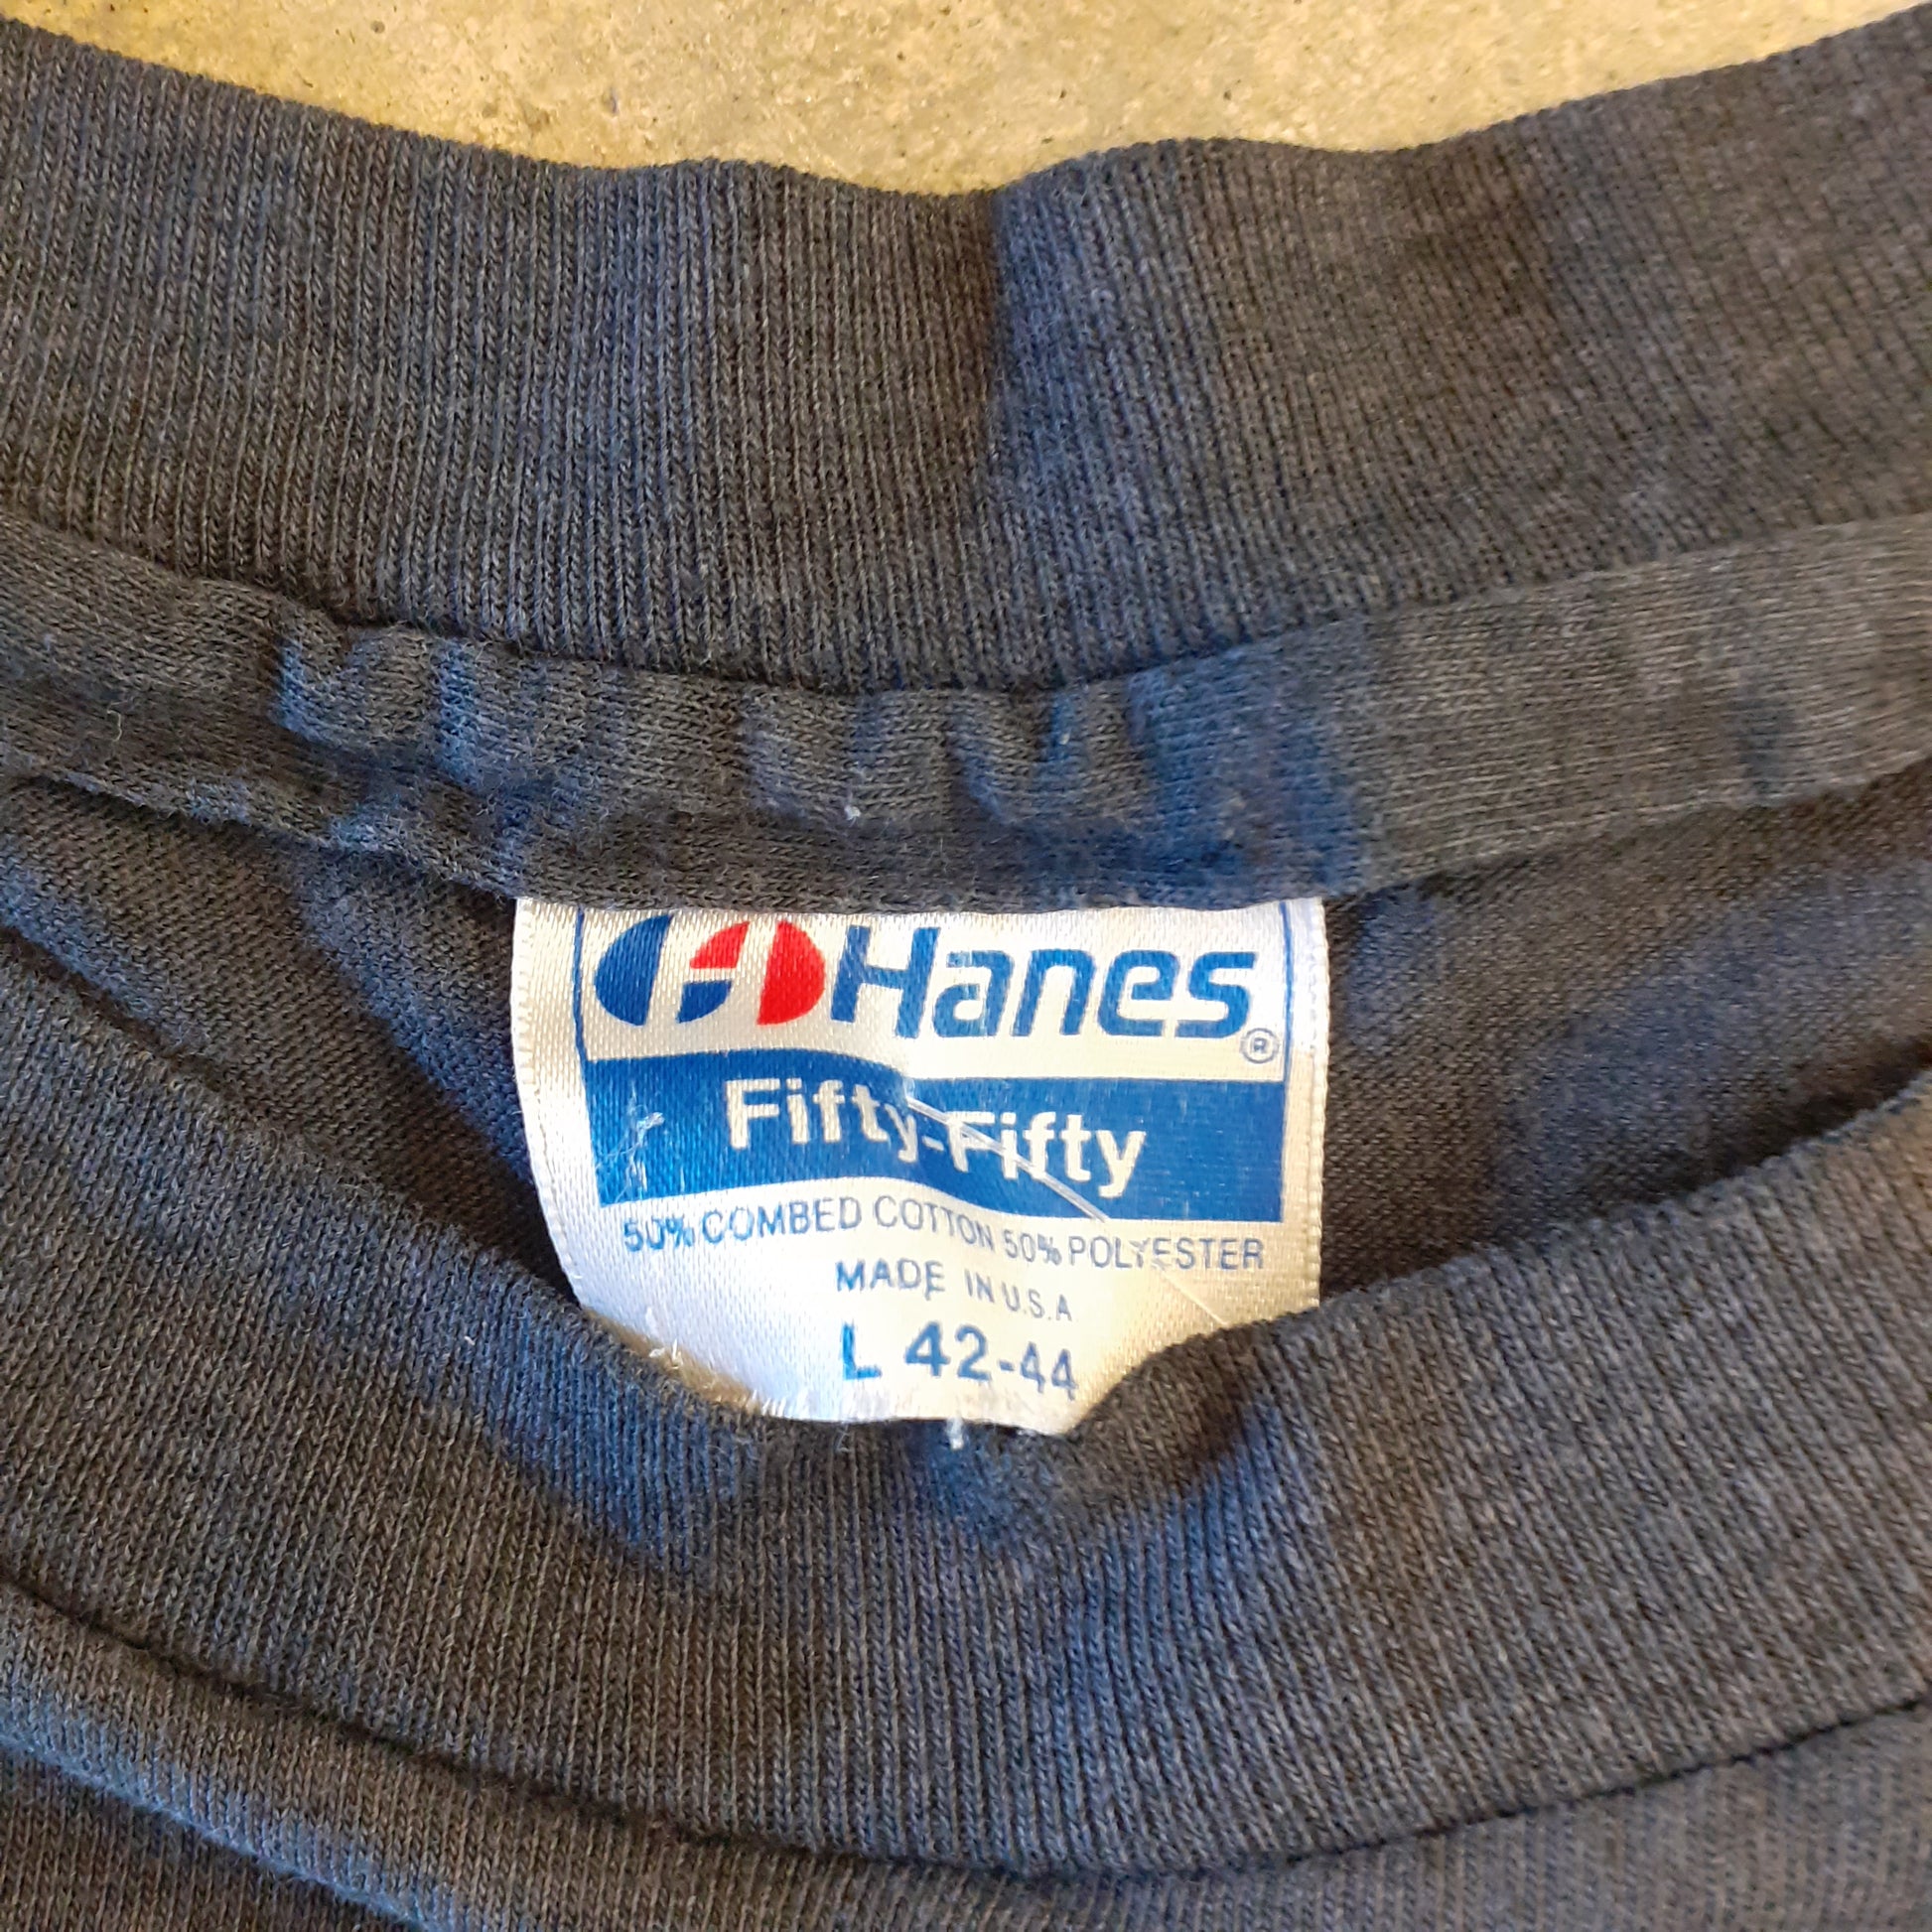 Hanes ®
Fifty-Fifty
50% COMBED COTTON 50% POLYESTER
MADE IN U.S.A
L 42-44